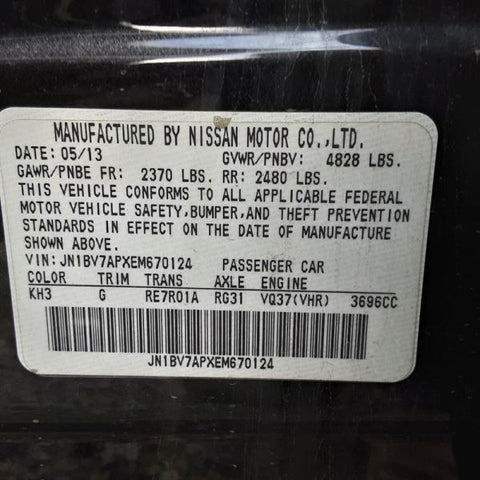 MANUFACTURED BY NISSAN MOTOR CO.,LTD.
DATE: 05/13 GVWR/PNBV: 4828 LBS.
GAWR/PNBE FR: 2370 LBS. RR: 2480 LBS.
THIS VEHICLE CONFORMS TO ALL APPLICABLE FEDERAL
MOTOR VEHICLE SAFETY,BUMPER,AND THEFT PREVENTION
STANDARDS IN EFFECT ON THE DATE OF MANUFACTURE
SHOWN ABOVE.
VIN: JN1BV7APXEM670124 PASSENGER CAR
COLOR TRIM TRANS AXLE ENGINE
KH3 G RE7R01A RG31 VQ37(VHR) 3696CC
JN1BV7APXEM670124